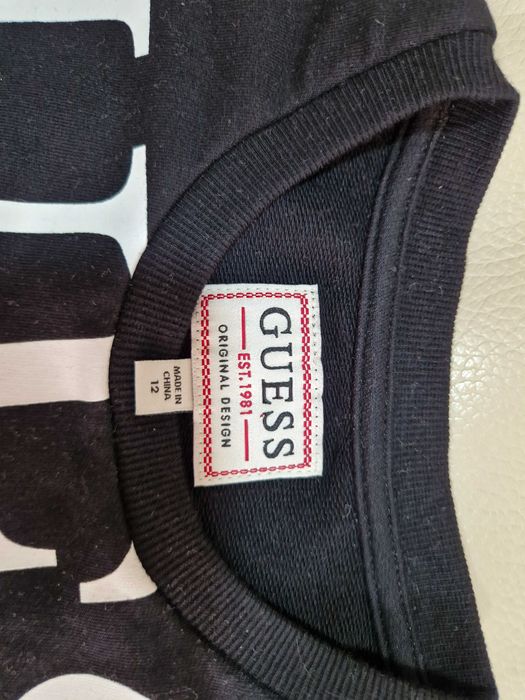 GUESS
EST.1981
ORIGINAL DESIGN
MADE IN
CHINA
12